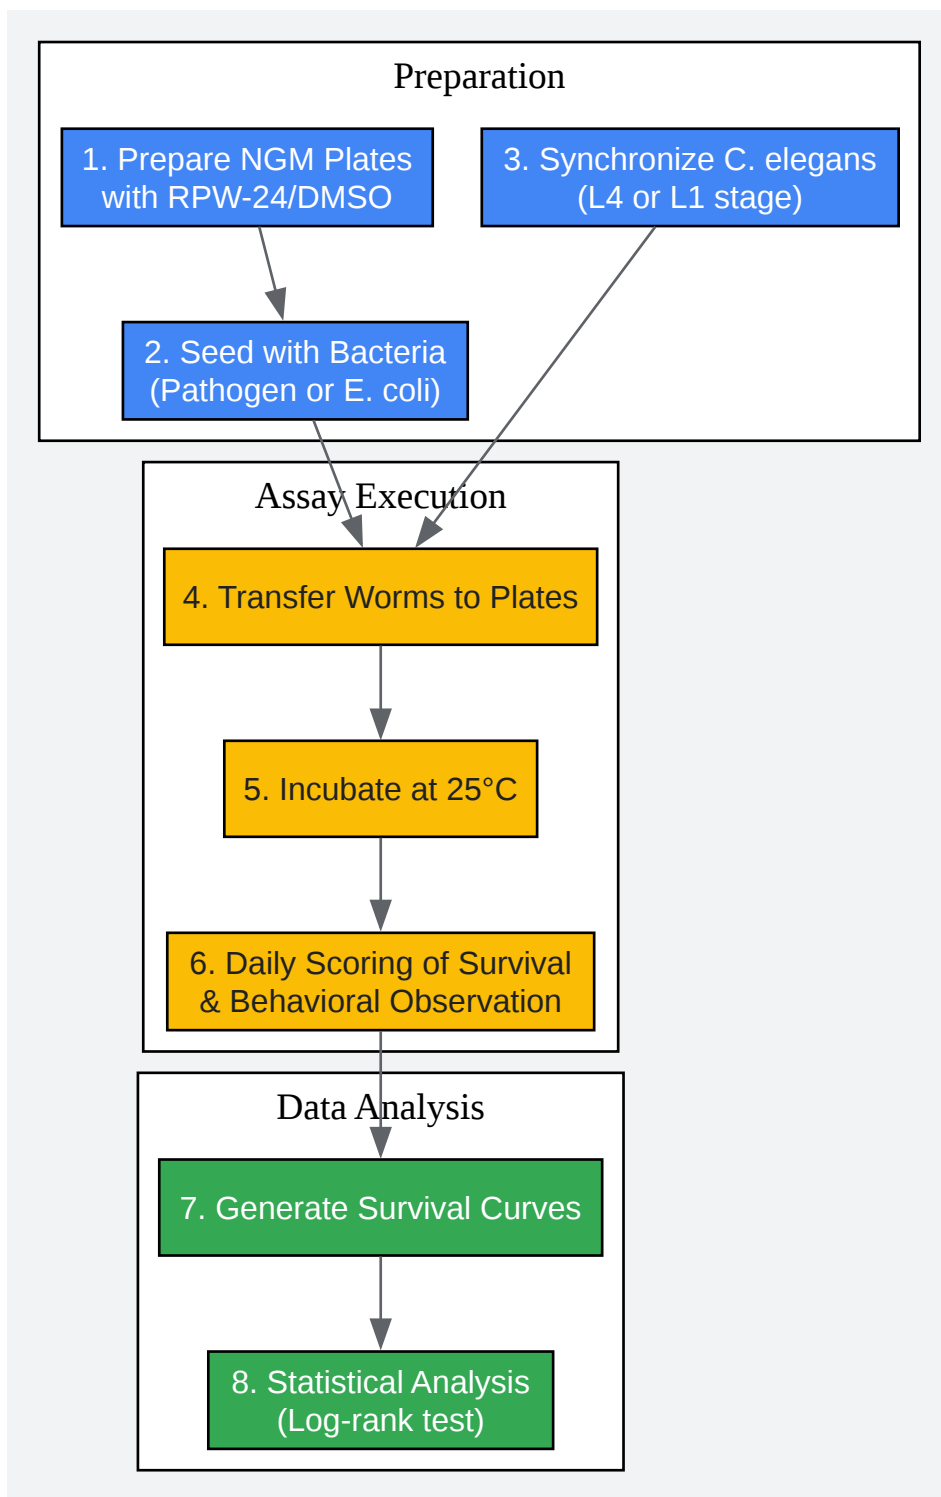 Preparation
1. Prepare NGM Plates
with RPW-24/DMSO
3. Synchronize C. elegans
(L4 or L1 stage)
2. Seed with Bacteria
(Pathogen or E. coli)
Assay Execution
4. Transfer Worms to Plates
5. Incubate at 25°C
6. Daily Scoring of Survival
& Behavioral Observation
Data Analysis
7. Generate Survival Curves
8. Statistical Analysis
(Log-rank test)